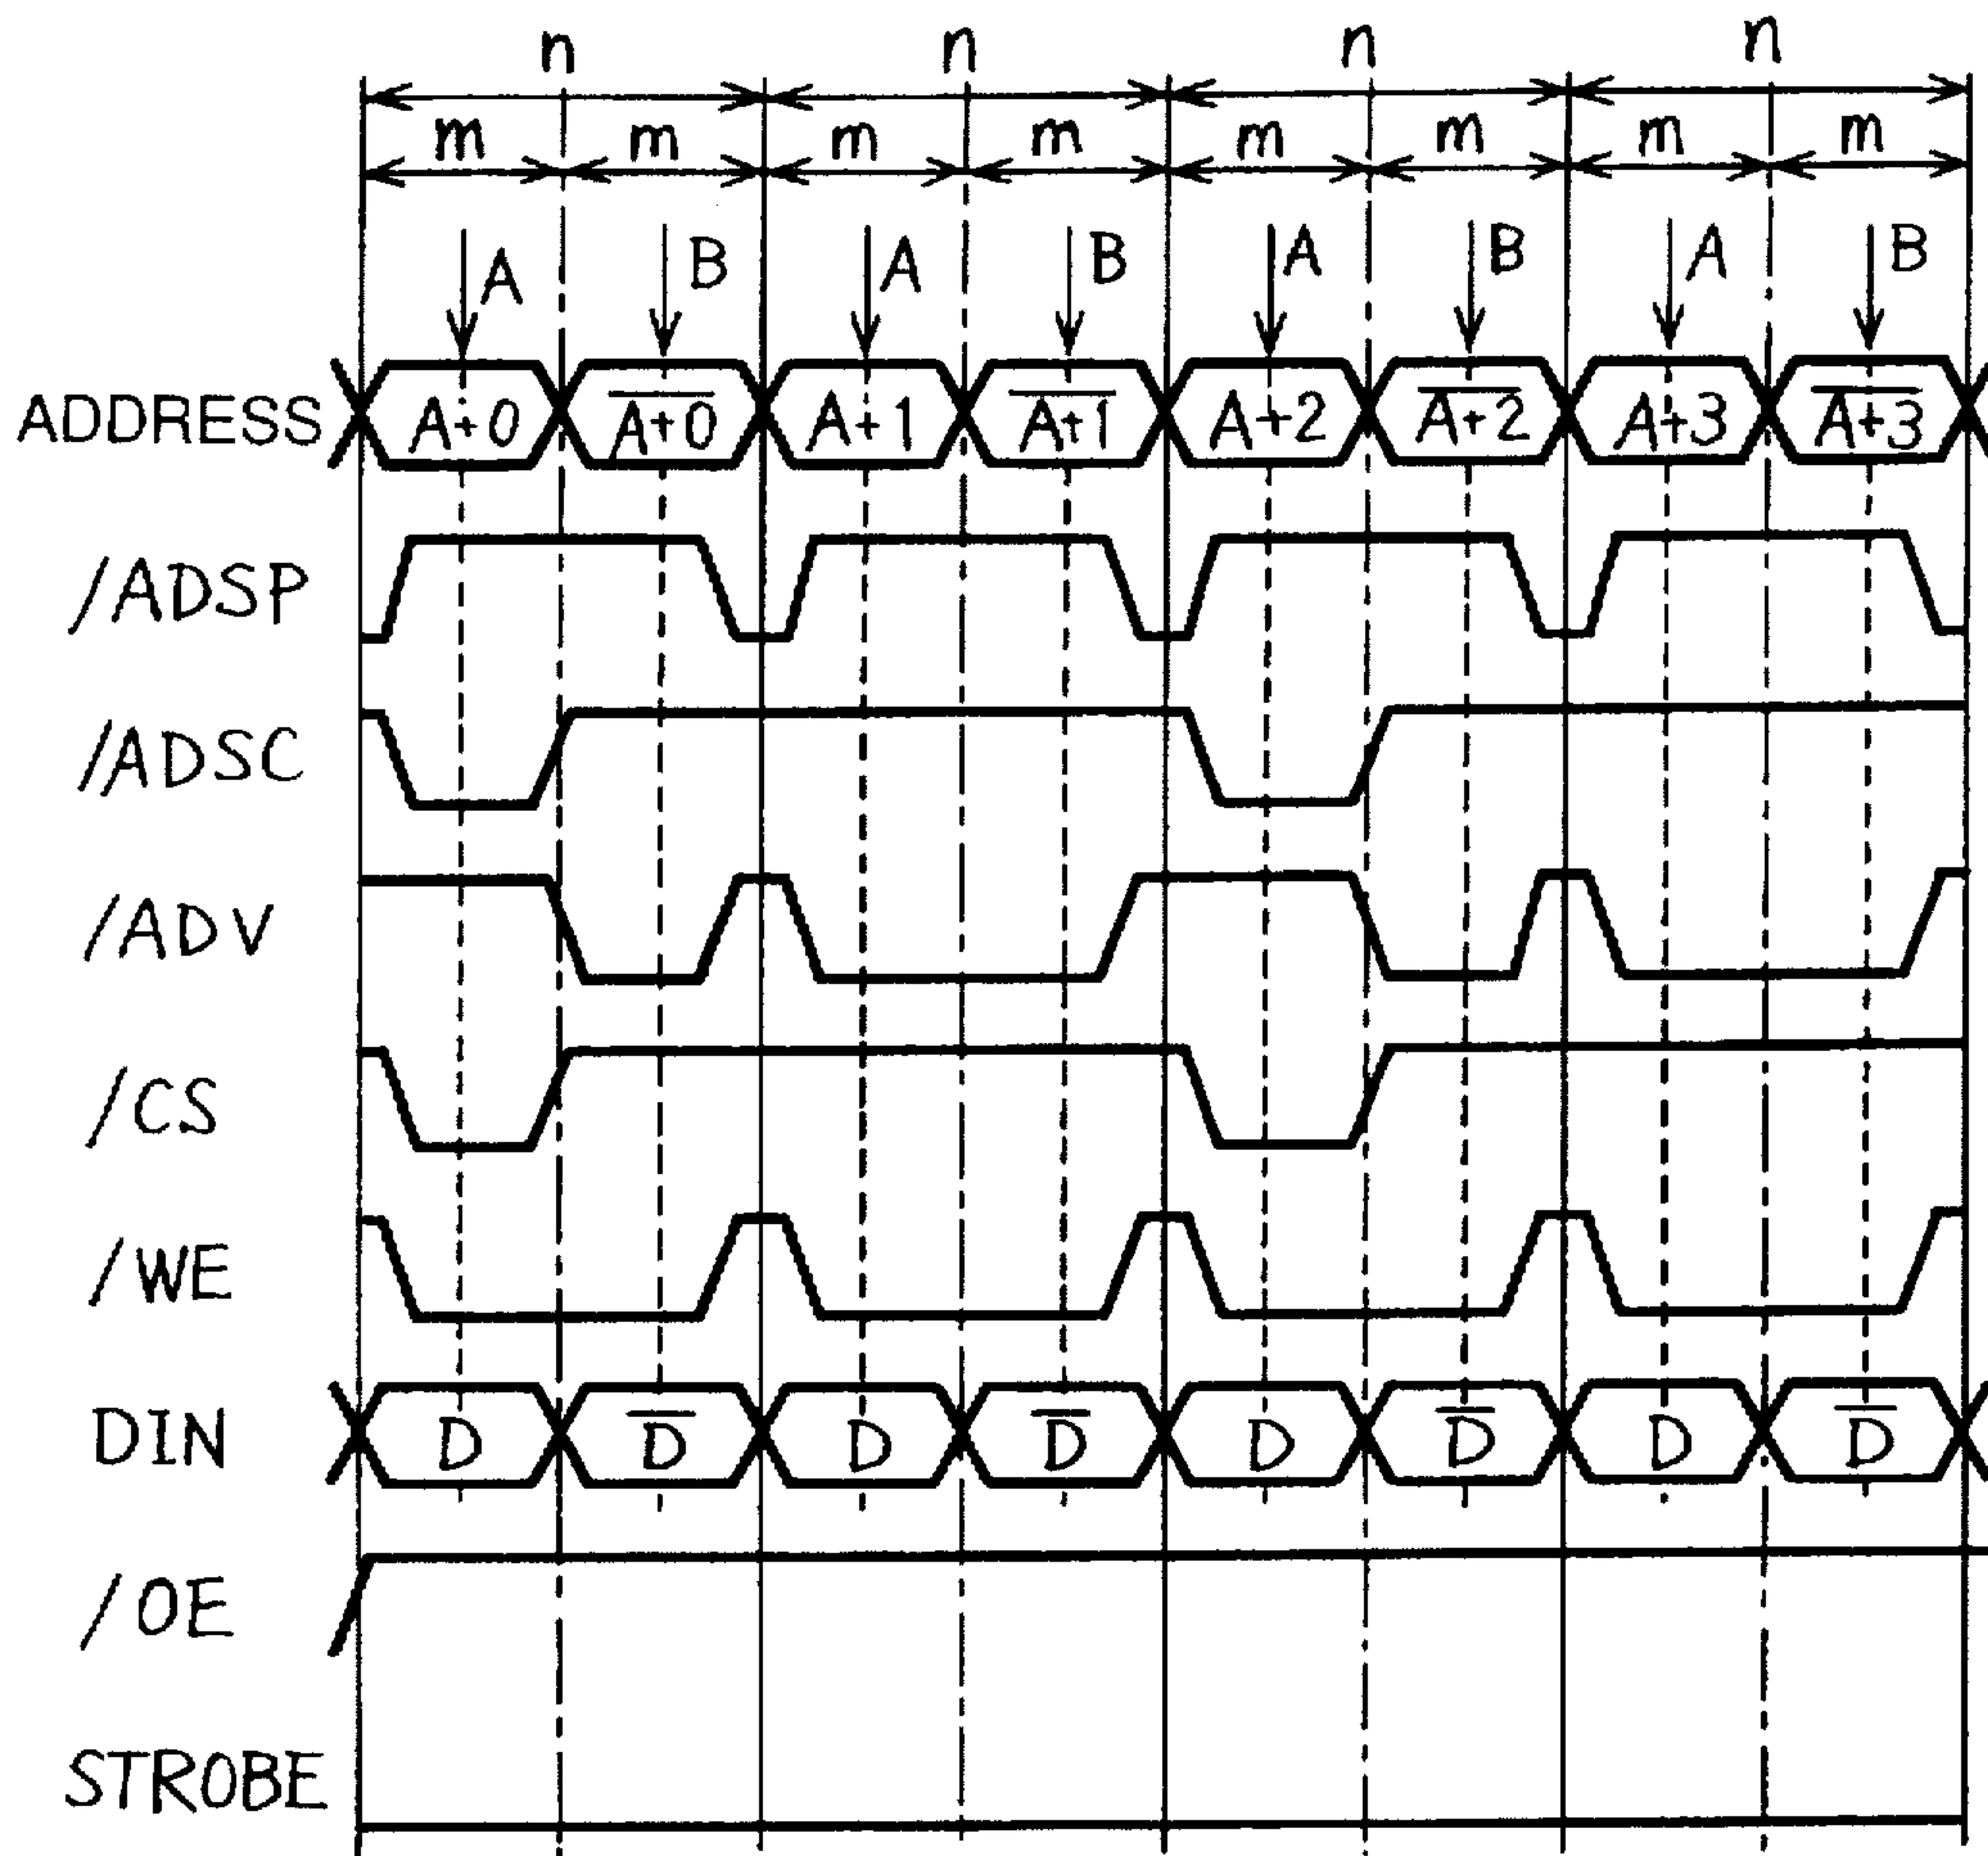 n n n n
m m m m m m m m
A B A B A B A B
ADDRESS A+0 A̅+̅0̅ A+1 A̅+̅1̅ A+2 A̅+̅2̅ A+3 A̅+̅3̅
/ADSP
/ADSC
/ADV
/CS
/WE
DIN D D̅ D D̅ D D̅ D D̅
/OE
STROBE